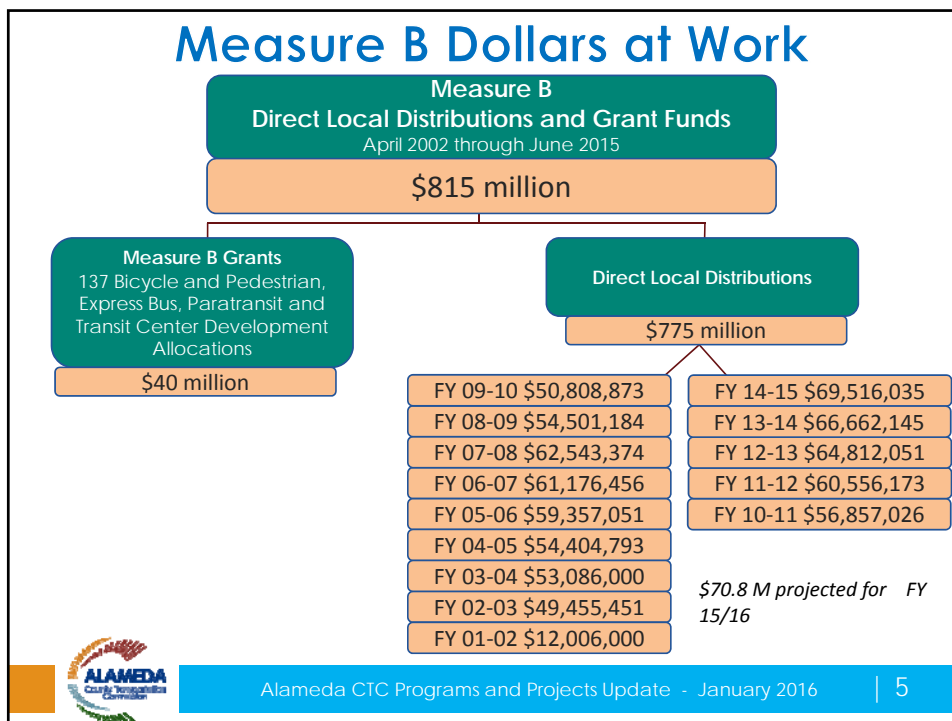 Measure B Dollars at Work
Measure B
Direct Local Distributions and Grant Funds
April 2002 through June 2015
$815 million
Measure B Grants
137 Bicycle and Pedestrian,
Express Bus, Paratransit and
Transit Center Development
Allocations
$40 million
Direct Local Distributions
$775 million
FY 09-10 $50,808,873
FY 08-09 $54,501,184
FY 07-08 $62,543,374
FY 06-07 $61,176,456
FY 05-06 $59,357,051
FY 04-05 $54,404,793
FY 03-04 $53,086,000
FY 02-03 $49,455,451
FY 01-02 $12,006,000
FY 14-15 $69,516,035
FY 13-14 $66,662,145
FY 12-13 $64,812,051
FY 11-12 $60,556,173
FY 10-11 $56,857,026
$70.8 M projected for FY
15/16
ALAMEDA
County Transportation
Commission
Alameda CTC Programs and Projects Update - January 2016 | 5